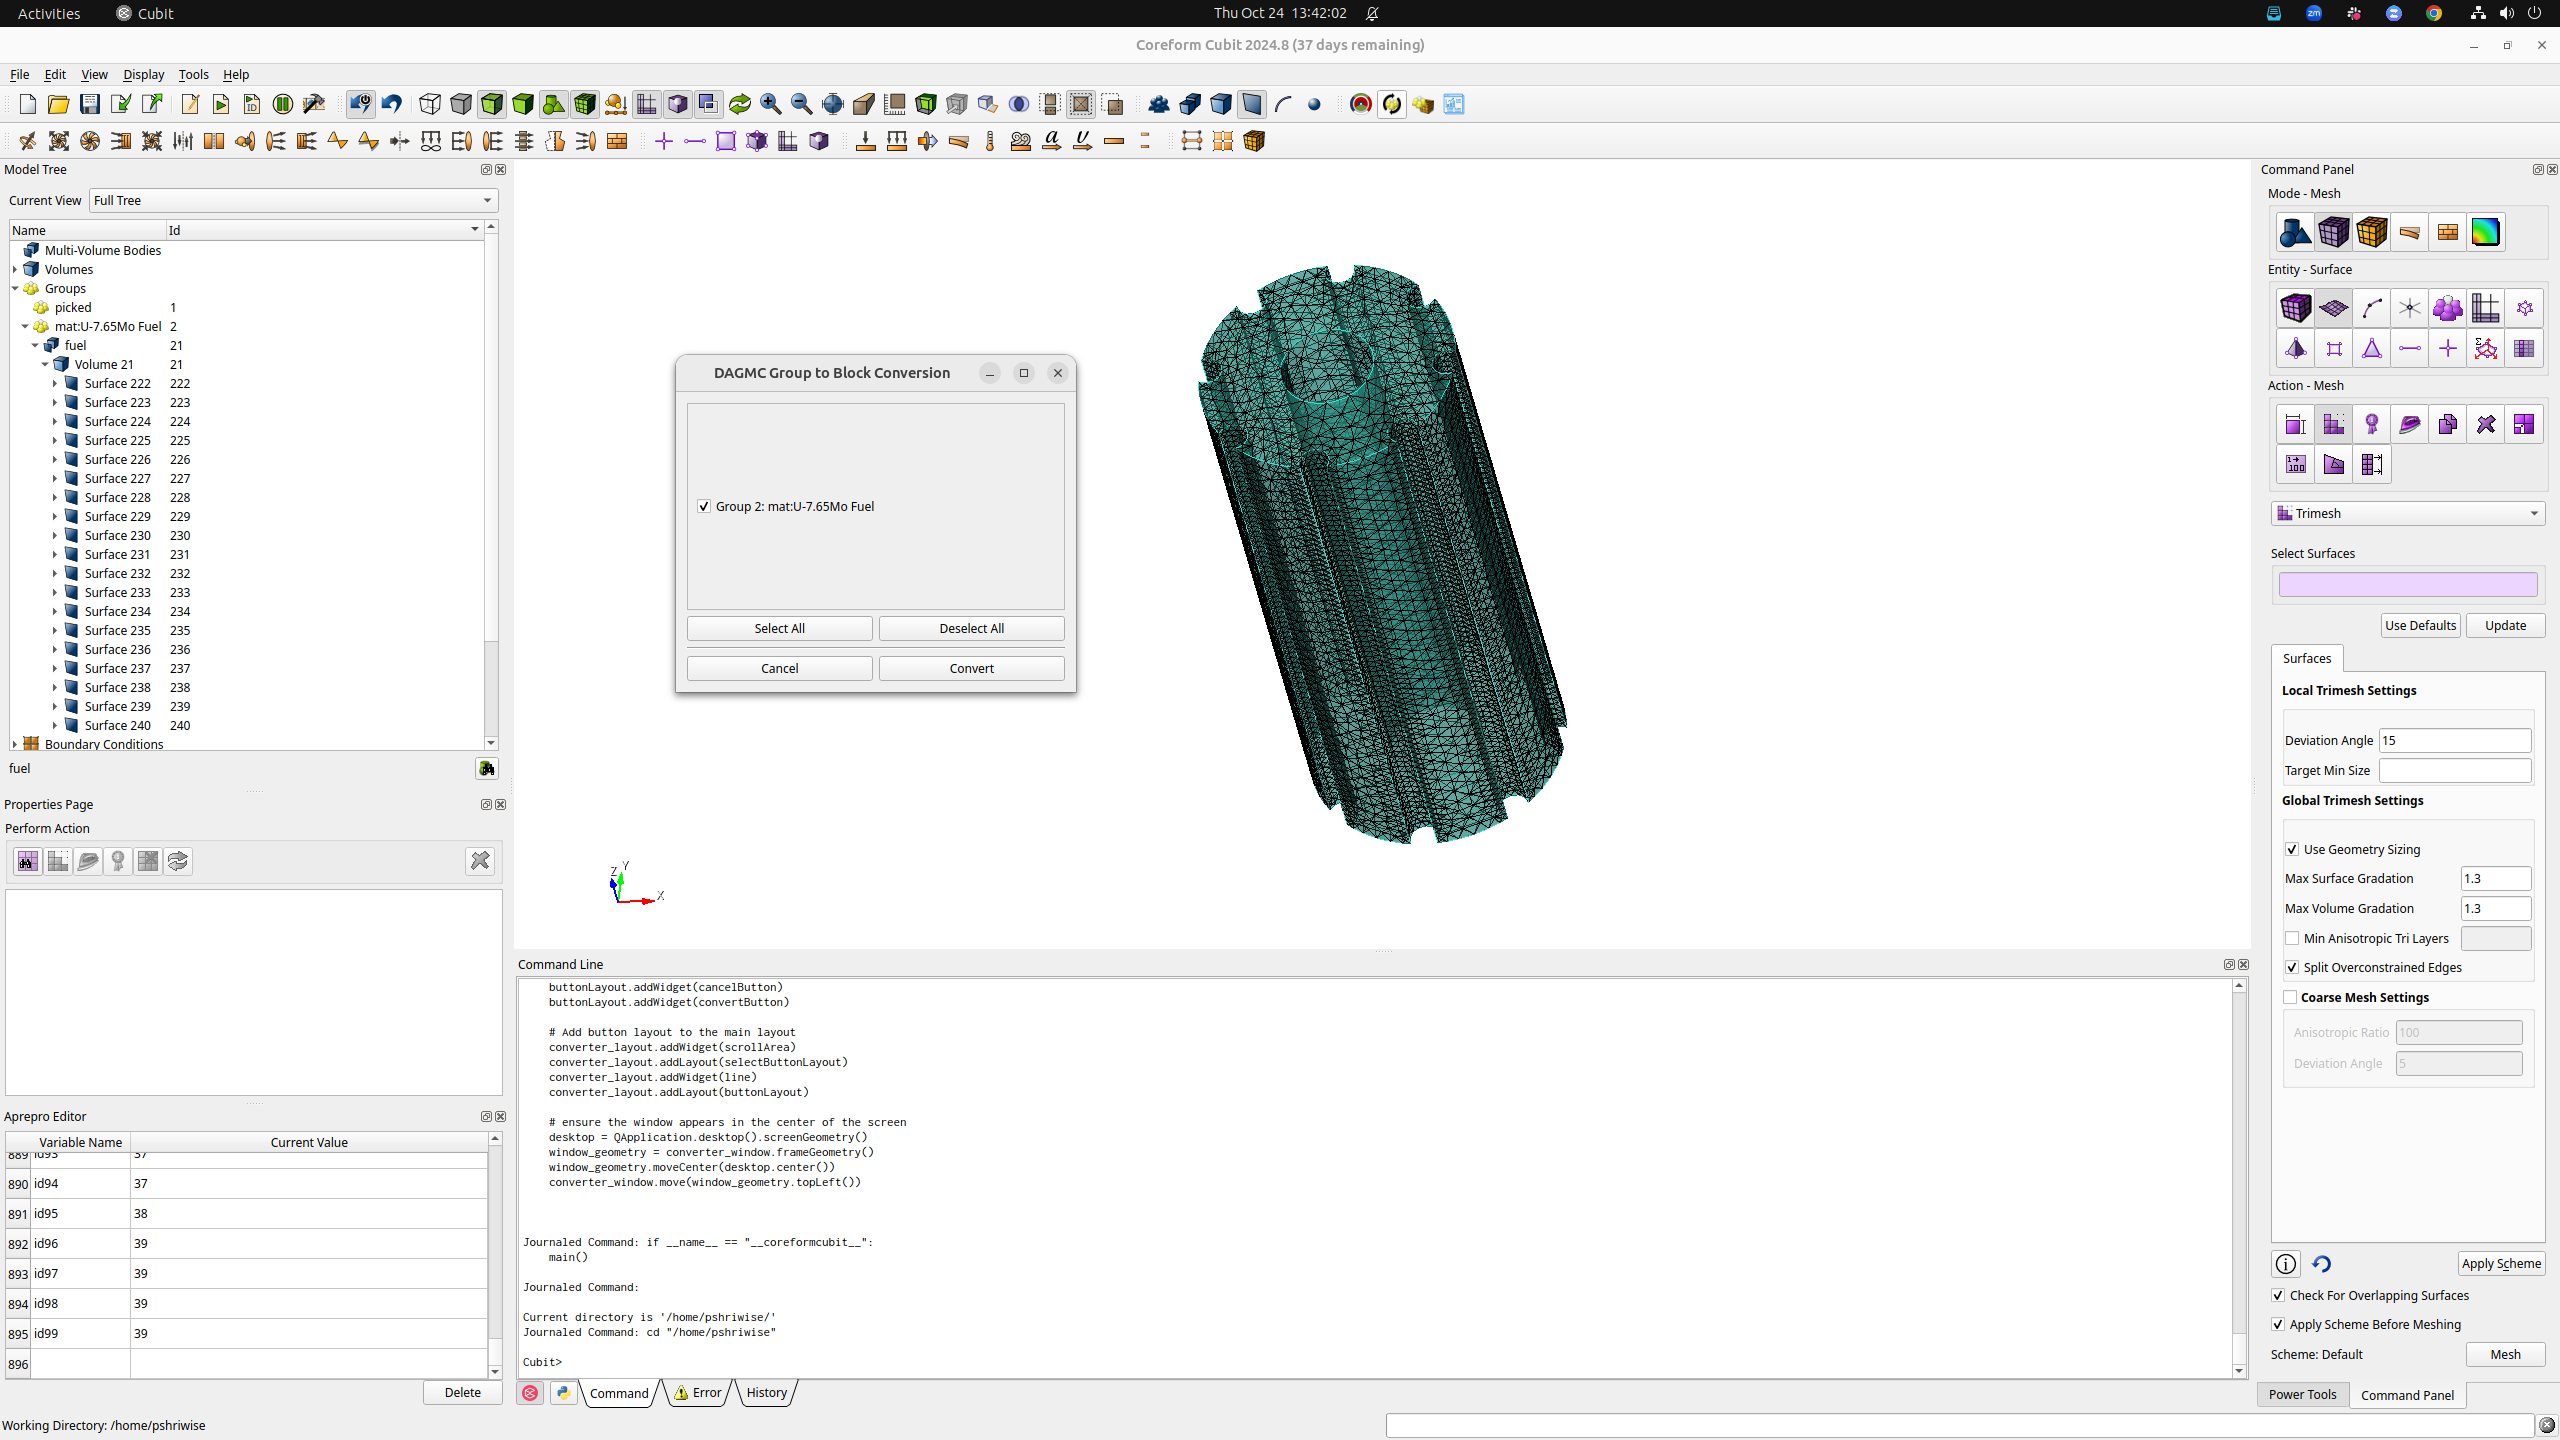 Activities
Cubit
Thu Oct 24 13:42:02
zm
Coreform Cubit 2024.8 (37 days remaining)
File Edit View Display Tools Help
Model Tree
Current View Full Tree
Name Id
Multi-Volume Bodies
Volumes
Groups
picked 1
mat:U-7.65Mo Fuel 2
fuel 21
Volume 21 21
Surface 222 222
Surface 223 223
Surface 224 224
Surface 225 225
Surface 226 226
Surface 227 227
Surface 228 228
Surface 229 229
Surface 230 230
Surface 231 231
Surface 232 232
Surface 233 233
Surface 234 234
Surface 235 235
Surface 236 236
Surface 237 237
Surface 238 238
Surface 239 239
Surface 240 240
Boundary Conditions
fuel
Properties Page
Perform Action
Aprepro Editor
Variable Name Current Value
889 id93 37
890 id94 37
891 id95 38
892 id96 39
893 id97 39
894 id98 39
895 id99 39
896
Delete
Working Directory: /home/pshriwise
DAGMC Group to Block Conversion
Group 2: mat:U-7.65Mo Fuel
Select All Deselect All
Cancel Convert
Z Y
X
Command Line
buttonLayout.addWidget(cancelButton)
buttonLayout.addWidget(convertButton)
# Add button layout to the main layout
converter_layout.addWidget(scrollArea)
converter_layout.addLayout(selectButtonLayout)
converter_layout.addWidget(line)
converter_layout.addLayout(buttonLayout)
# ensure the window appears in the center of the screen
desktop = QApplication.desktop().screenGeometry()
window_geometry = converter_window.frameGeometry()
window_geometry.moveCenter(desktop.center())
converter_window.move(window_geometry.topLeft())
Journaled Command: if __name__ == "__coreformcubit__":
main()
Journaled Command:
Current directory is '/home/pshriwise/'
Journaled Command: cd "/home/pshriwise"
Cubit>
Command Error History
Command Panel
Mode - Mesh
Entity - Surface
Action - Mesh
Trimesh
Select Surfaces
Use Defaults Update
Surfaces
Local Trimesh Settings
Deviation Angle 15
Target Min Size
Global Trimesh Settings
Use Geometry Sizing
Max Surface Gradation 1.3
Max Volume Gradation 1.3
Min Anisotropic Tri Layers
Split Overconstrained Edges
Coarse Mesh Settings
Anisotropic Ratio 100
Deviation Angle 5
Apply Scheme
Check For Overlapping Surfaces
Apply Scheme Before Meshing
Scheme: Default Mesh
Power Tools Command Panel